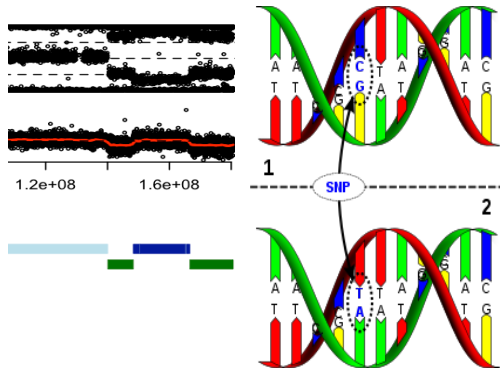 1.2e+08 1.6e+08
A A C T A G G A C
T T C G G A T T G
1
SNP
2
A A T T A G G A C
T T C G A A T T G